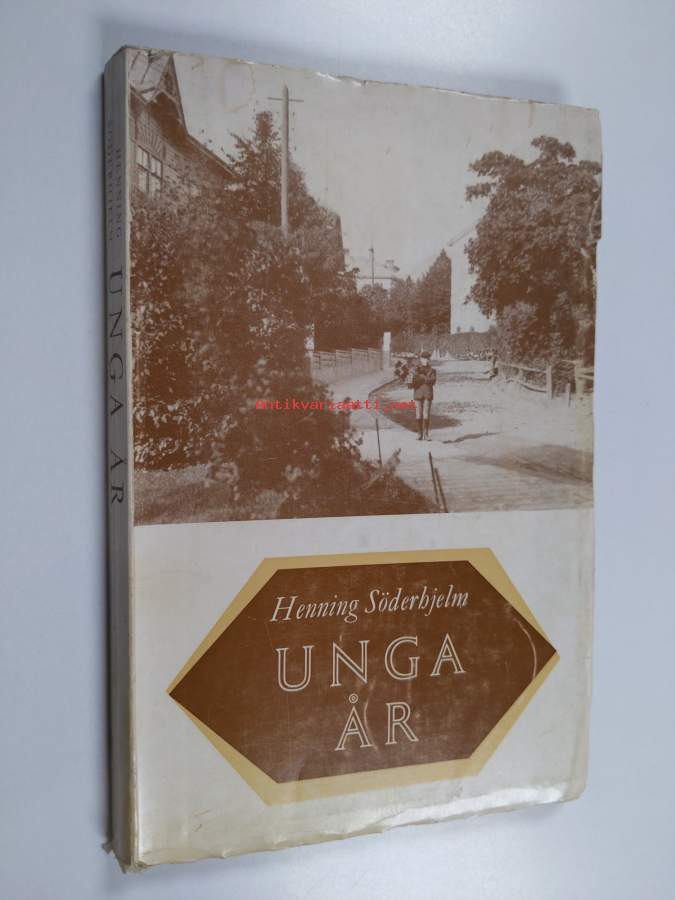 HENNING
SÖDERHJELM
UNGA ÅR
antikvariaatti.net
Henning Söderhjelm
UNGA
ÅR